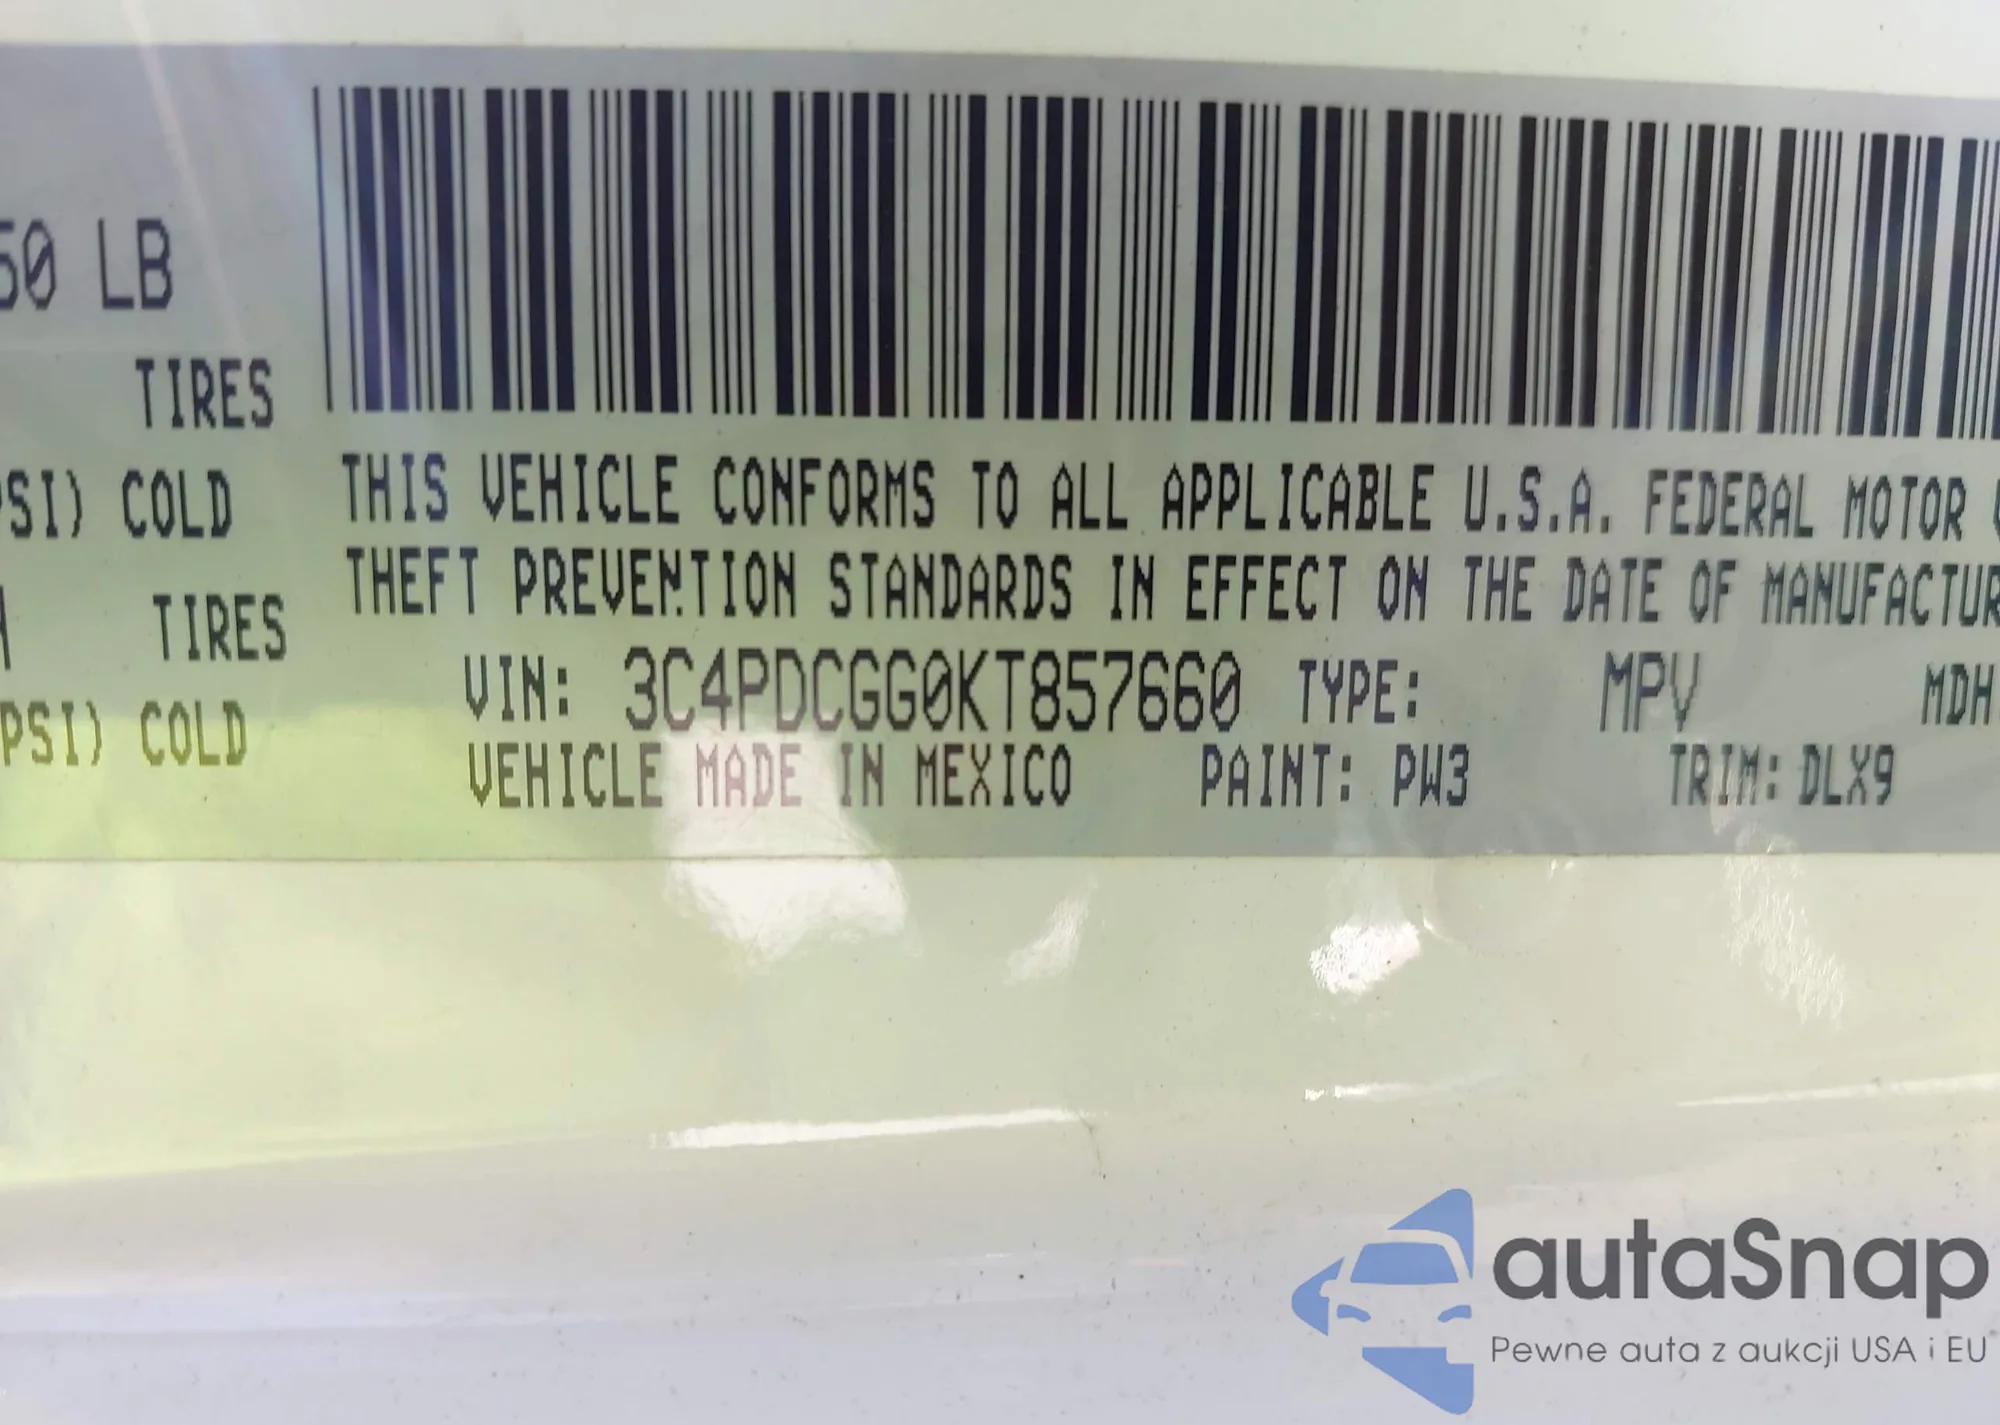 50 LB
TIRES
PSI) COLD
TIRES
PSI) COLD
THIS VEHICLE CONFORMS TO ALL APPLICABLE U.S.A. FEDERAL MOTOR
THEFT PREVENTION STANDARDS IN EFFECT ON THE DATE OF MANUFACTUR
VIN: 3C4PDCGG0KT857660 TYPE: MPV MDH
VEHICLE MADE IN MEXICO PAINT: PW3 TRIM: DLX9
autaSnap
Pewne auta z aukcji USA i EU